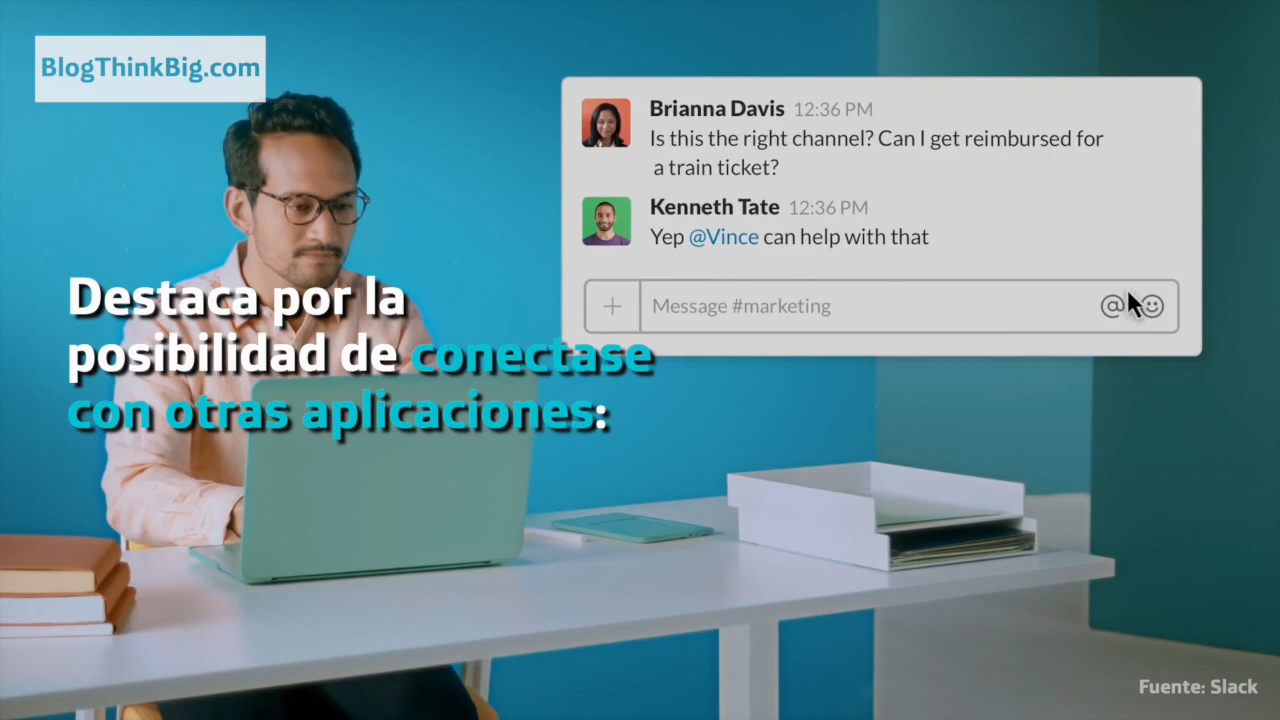 BlogThinkBig.com
Brianna Davis 12:36 PM
Is this the right channel? Can I get reimbursed for
a train ticket?
Kenneth Tate 12:36 PM
Yep @Vince can help with that
Message #marketing
Destaca por la
posibilidad de conectase
con otras aplicaciones:
Fuente: Slack